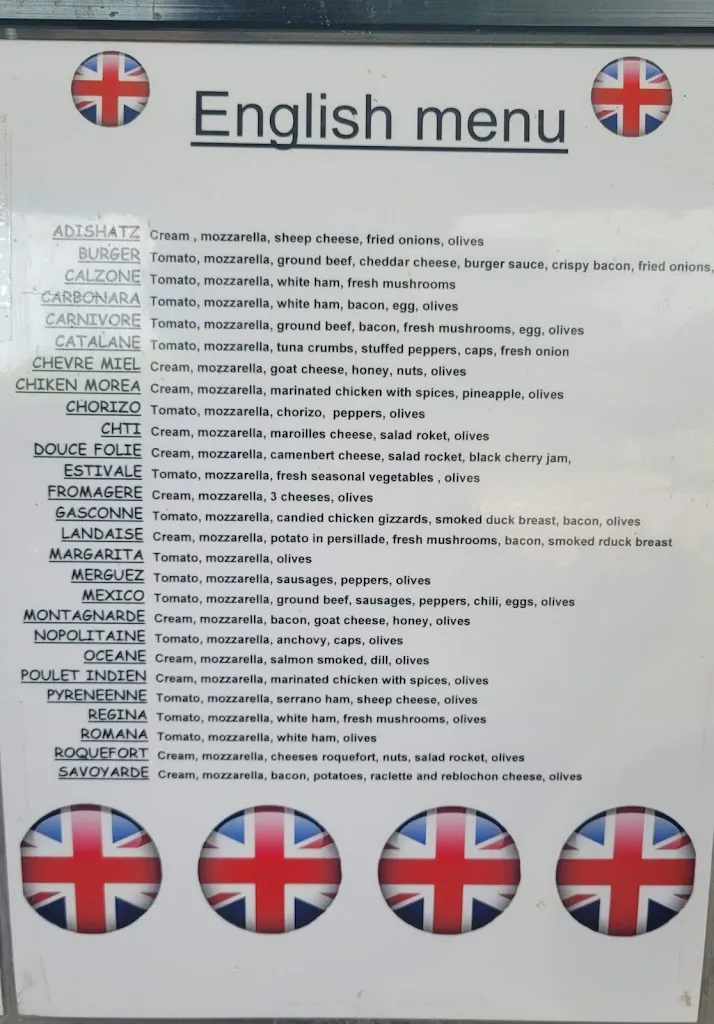 English menu
ADISHATZ Cream , mozzarella, sheep cheese, fried onions, olives
BURGER Tomato, mozzarella, ground beef, cheddar cheese, burger sauce, crispy bacon, fried onions,
CALZONE Tomato, mozzarella, white ham, fresh mushrooms
CARBONARA Tomato, mozzarella, white ham, bacon, egg, olives
CARNIVORE Tomato, mozzarella, ground beef, bacon, fresh mushrooms, egg, olives
CATALANE Tomato, mozzarella, tuna crumbs, stuffed peppers, caps, fresh onion
CHEVRE MIEL Cream, mozzarella, goat cheese, honey, nuts, olives
CHIKEN MOREA Cream, mozzarella, marinated chicken with spices, pineapple, olives
CHORIZO Tomato, mozzarella, chorizo, peppers, olives
CHTI Cream, mozzarella, maroilles cheese, salad roket, olives
DOUCE FOLIE Cream, mozzarella, camenbert cheese, salad rocket, black cherry jam,
ESTIVALE Tomato, mozzarella, fresh seasonal vegetables , olives
FROMAGERE Cream, mozzarella, 3 cheeses, olives
GASCONNE Tomato, mozzarella, candied chicken gizzards, smoked duck breast, bacon, olives
LANDAISE Cream, mozzarella, potato in persillade, fresh mushrooms, bacon, smoked rduck breast
MARGARITA Tomato, mozzarella, olives
MERGUEZ Tomato, mozzarella, sausages, peppers, olives
MEXICO Tomato, mozzarella, ground beef, sausages, peppers, chili, eggs, olives
MONTAGNARDE Cream, mozzarella, bacon, goat cheese, honey, olives
NOPOLITAINE Tomato, mozzarella, anchovy, caps, olives
OCEANE Cream, mozzarella, salmon smoked, dill, olives
POULET INDIEN Cream, mozzarella, marinated chicken with spices, olives
PYRENEENNE Tomato, mozzarella, serrano ham, sheep cheese, olives
REGINA Tomato, mozzarella, white ham, fresh mushrooms, olives
ROMANA Tomato, mozzarella, white ham, olives
ROQUEFORT Cream, mozzarella, cheeses roquefort, nuts, salad rocket, olives
SAVOYARDE Cream, mozzarella, bacon, potatoes, raclette and reblochon cheese, olives